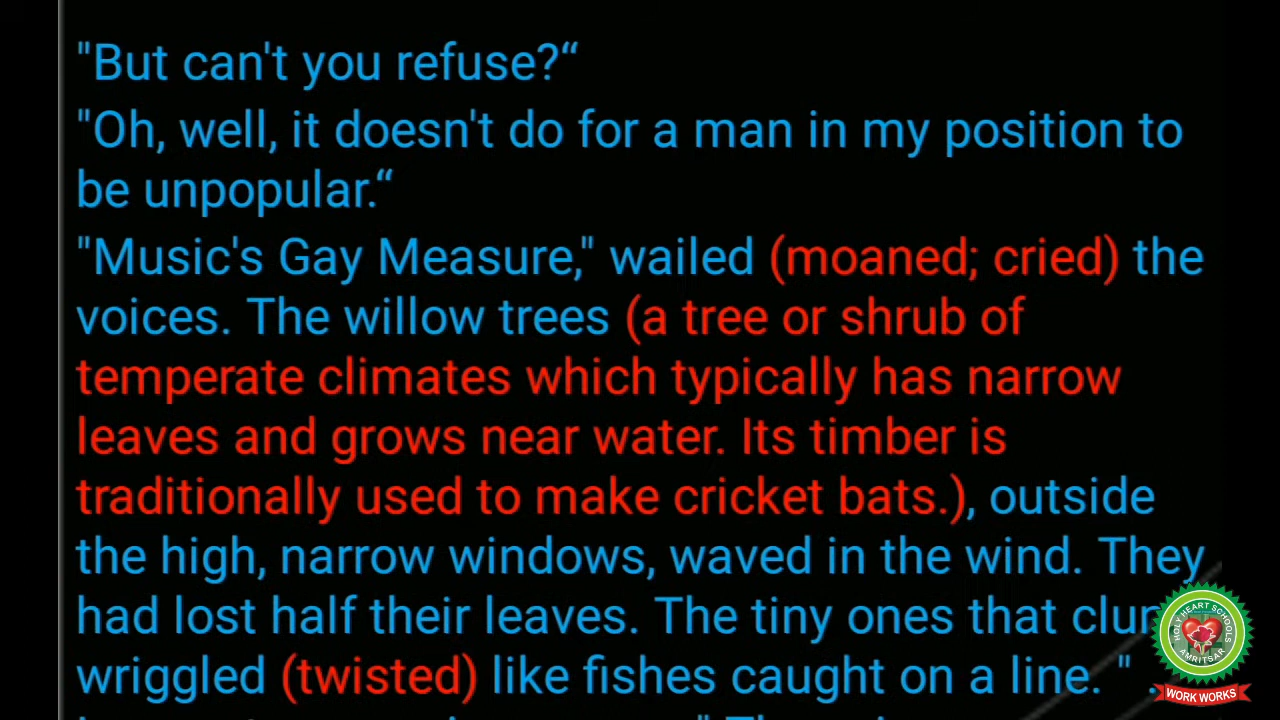 "But can't you refuse?“
"Oh, well, it doesn't do for a man in my position to
be unpopular.“
"Music's Gay Measure," wailed (moaned; cried) the
voices. The willow trees (a tree or shrub of
temperate climates which typically has narrow
leaves and grows near water. Its timber is
traditionally used to make cricket bats.), outside
the high, narrow windows, waved in the wind. They
had lost half their leaves. The tiny ones that
wriggled (twisted) like fishes caught on a line. "
HOLY HEART SCHOOLS
AMRITSAR
WORK WORKS